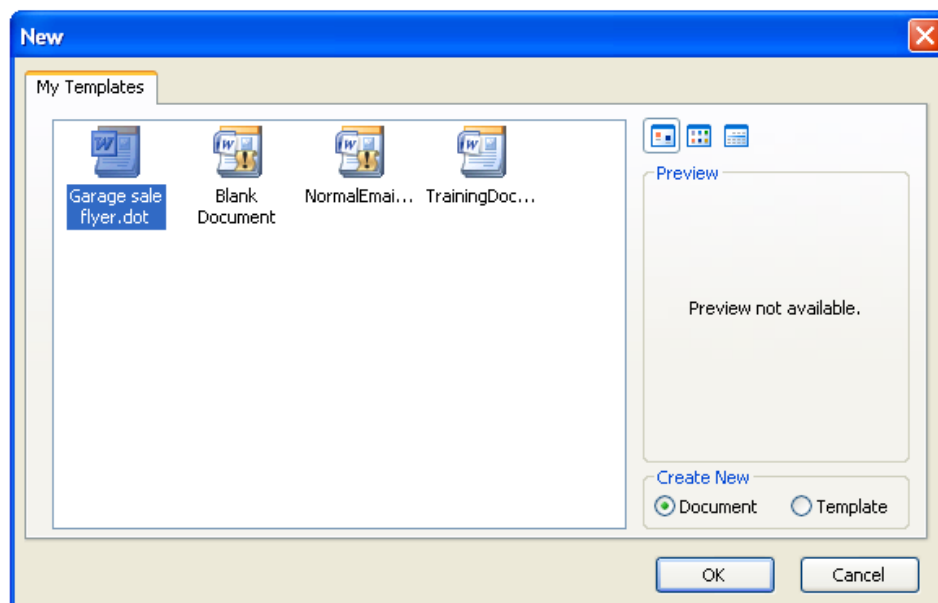 New
My Templates
Garage sale
flyer.dot
Blank
Document
NormalEmai...
TrainingDoc...
Preview
Preview not available.
Create New
Document
Template
OK
Cancel